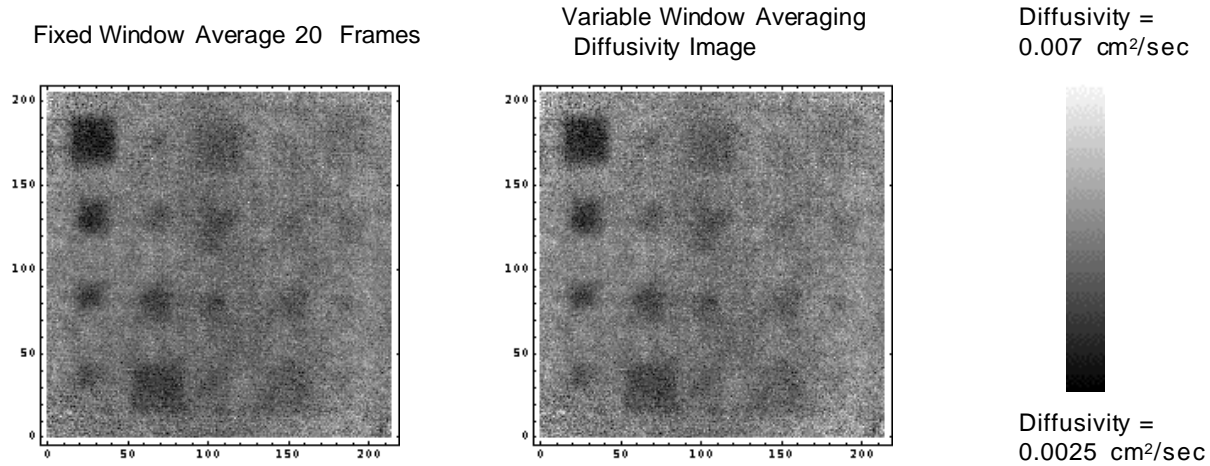 Fixed Window Average 20 Frames
Variable Window Averaging
Diffusivity Image
Diffusivity =
0.007 cm²/sec
200
150
100
50
0
0 50 100 150 200
200
150
100
50
0
0 50 100 150 200
Diffusivity =
0.0025 cm²/sec